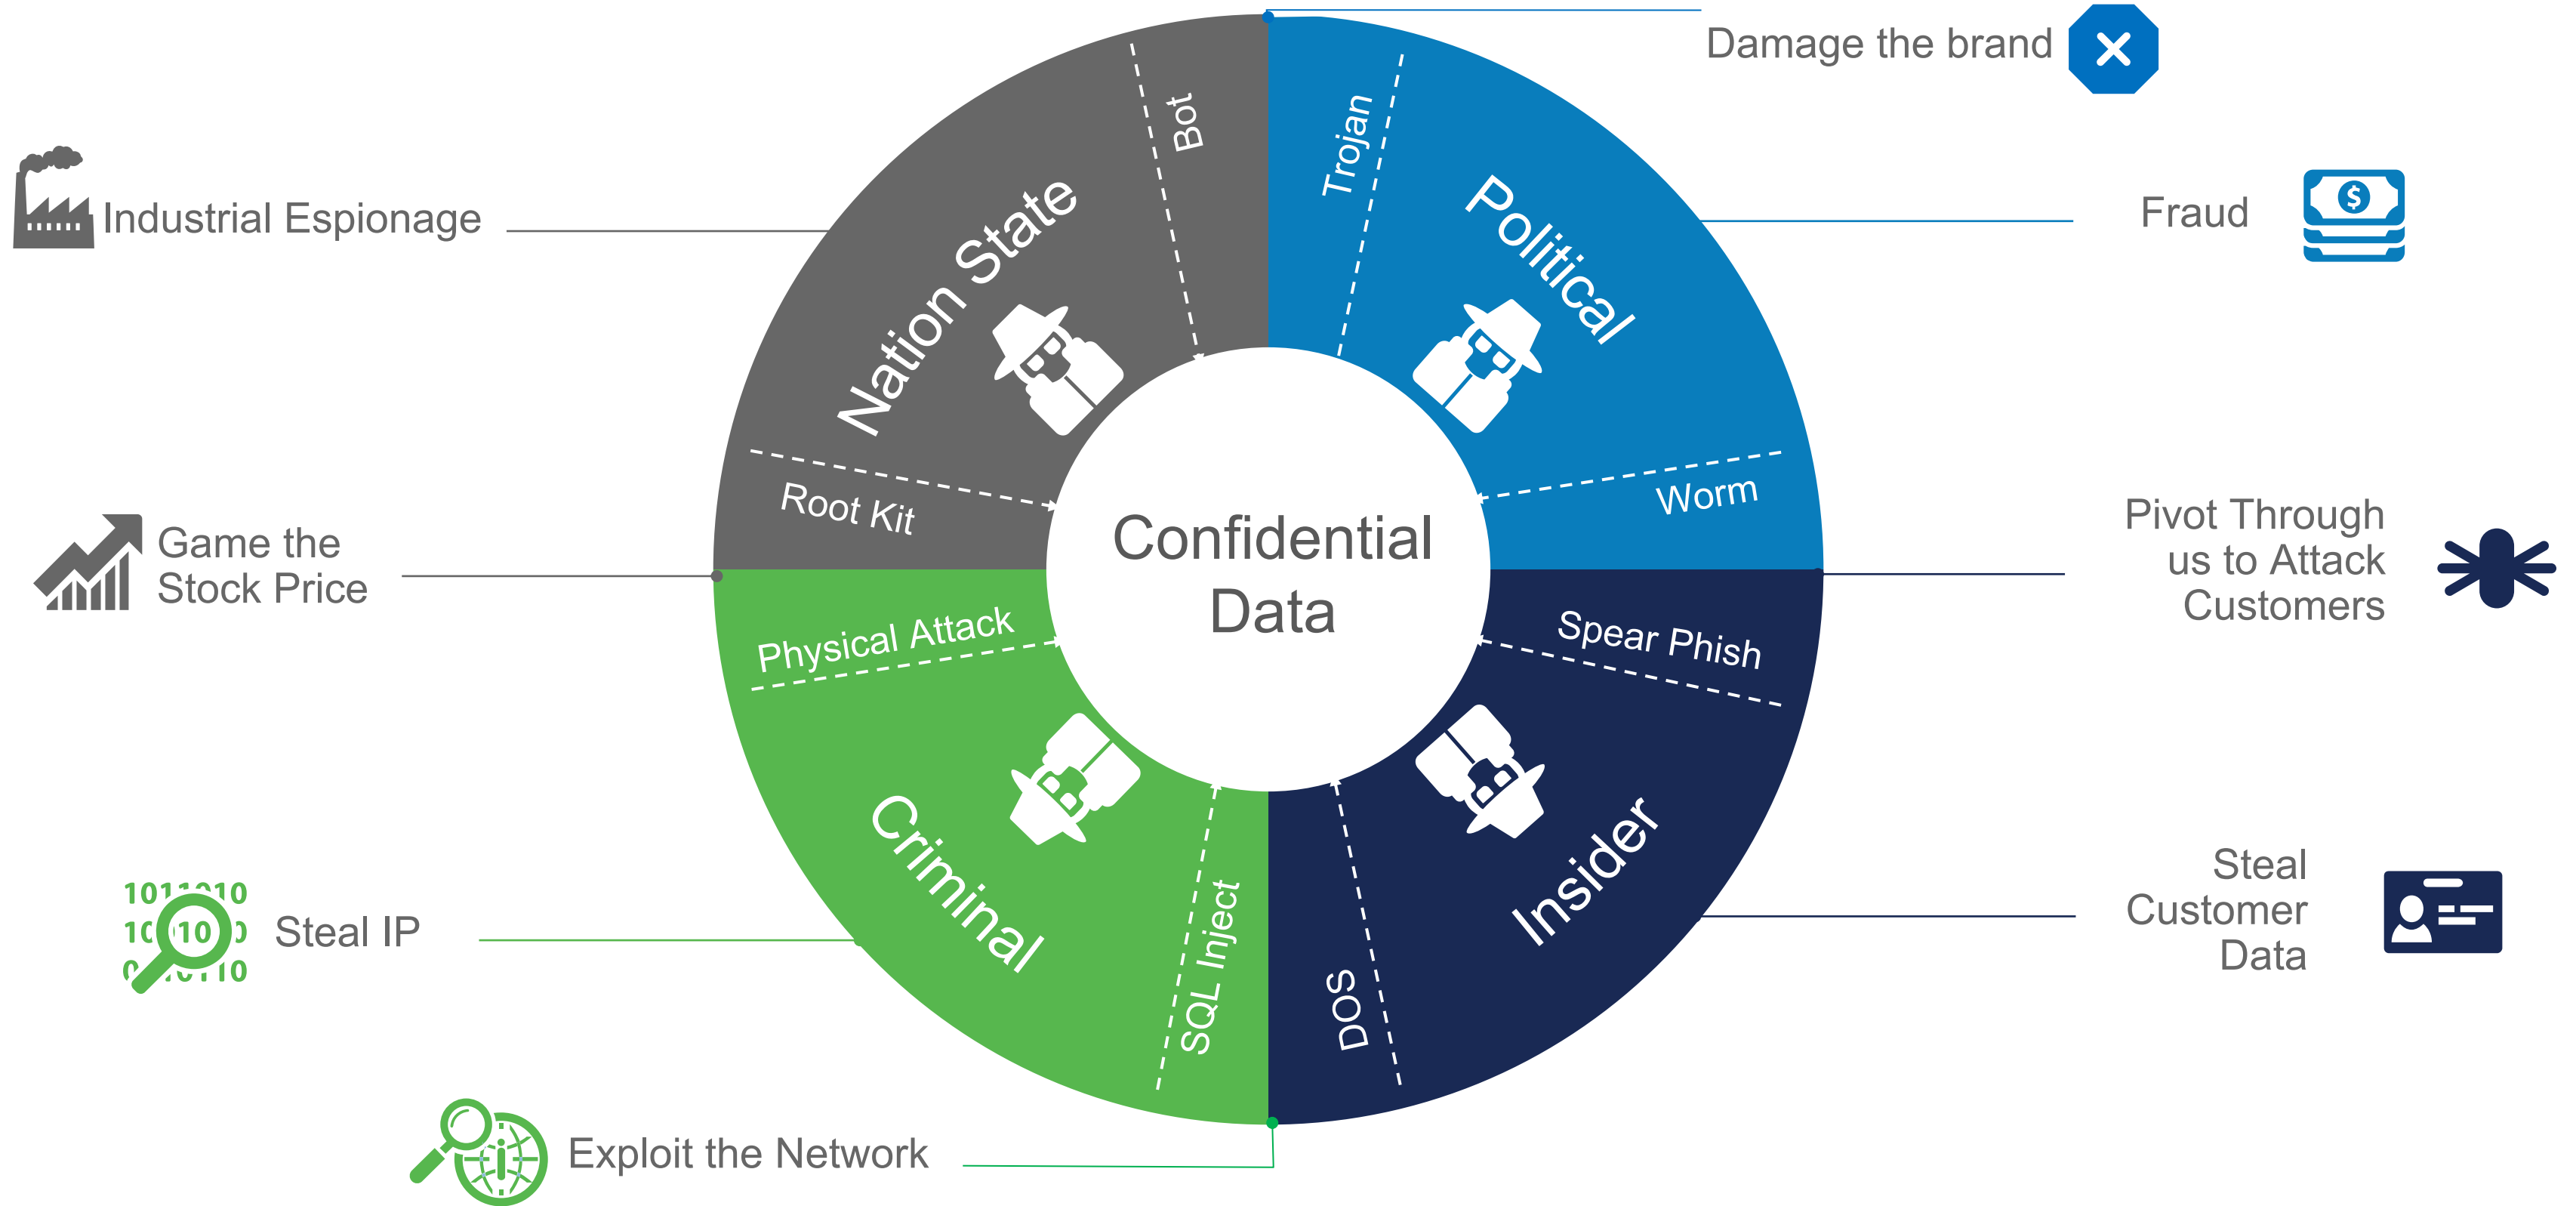 Damage the brand
Industrial Espionage
Fraud
Bot
Trojan
Nation State
Political
Root Kit
Worm
Confidential
Data
Game the
Stock Price
Pivot Through
us to Attack
Customers
Physical Attack
Spear Phish
Criminal
Insider
SQL Inject
DOS
1011010
10
Steal IP
Steal
Customer
Data
Exploit the Network